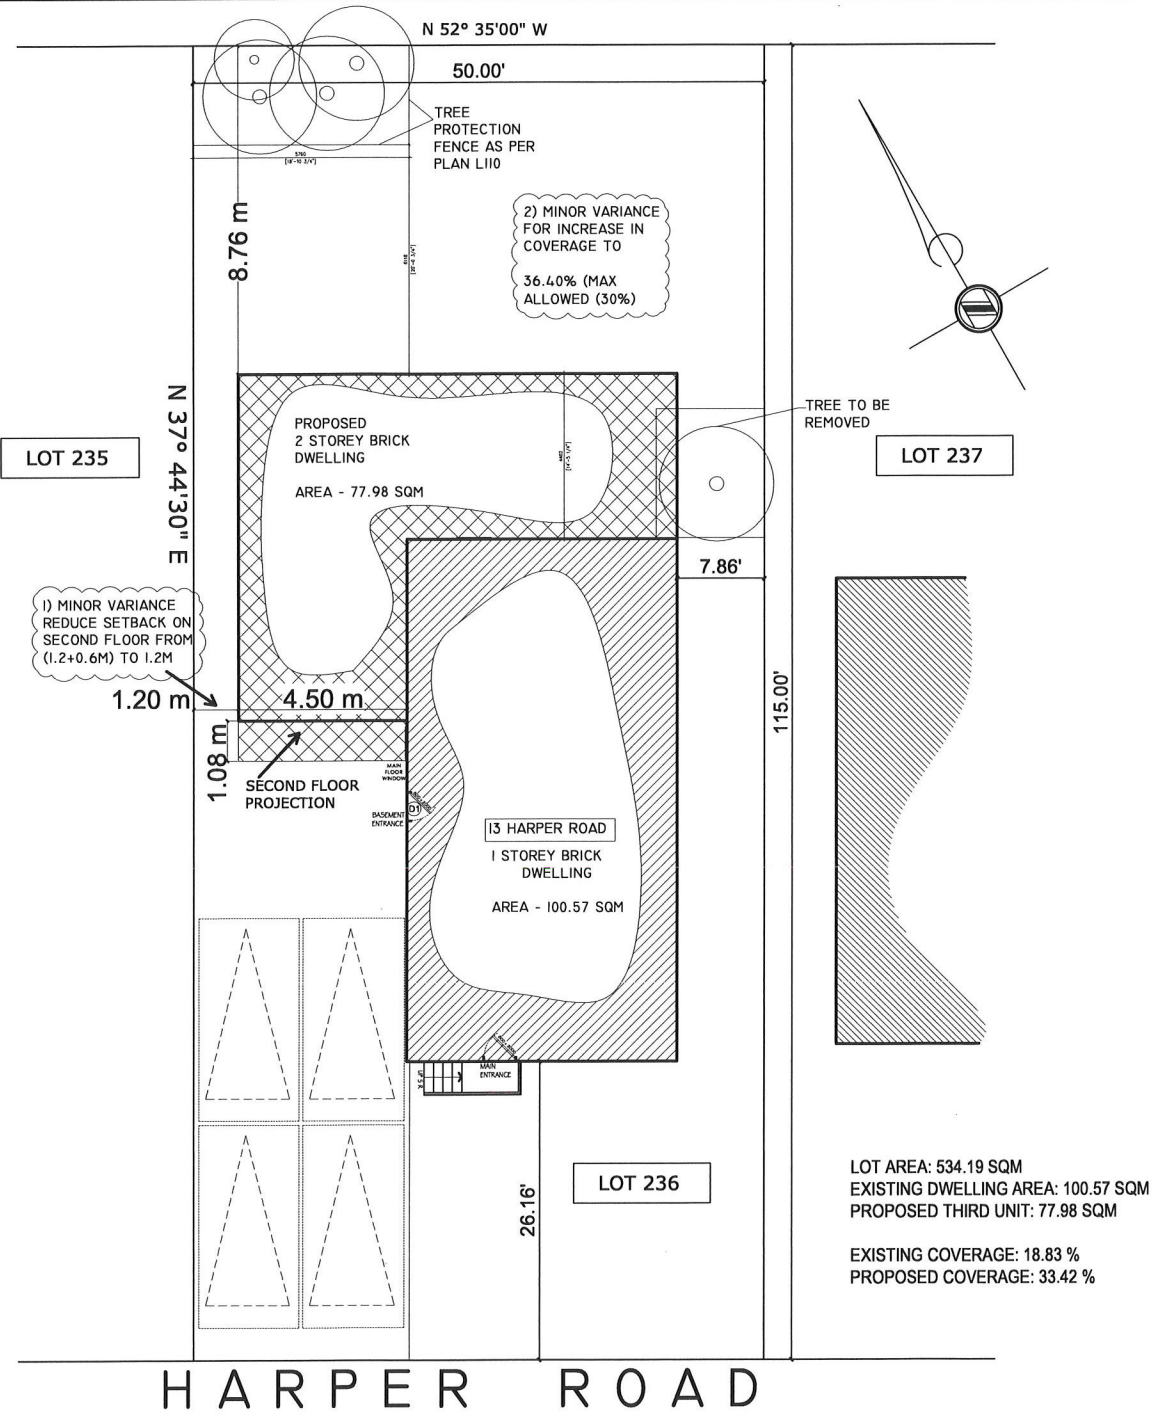 N 52° 35'00" W
50.00'
TREE
PROTECTION
FENCE AS PER
PLAN L110
5760
[18'-10 3/4"]
8.76 m
2) MINOR VARIANCE
FOR INCREASE IN
COVERAGE TO
36.40% (MAX
ALLOWED (30%)
N 37° 44'30" E
PROPOSED
2 STOREY BRICK
DWELLING
AREA - 77.98 SQM
TREE TO BE
REMOVED
LOT 235
LOT 237
7.86'
1) MINOR VARIANCE
REDUCE SETBACK ON
SECOND FLOOR FROM
(1.2+0.6M) TO 1.2M
1.20 m
4.50 m
115.00'
1.08 m
SECOND FLOOR
PROJECTION
MAIN
FLOOR
WINDOW
BASEMENT
ENTRANCE
D1
13 HARPER ROAD
1 STOREY BRICK
DWELLING
AREA - 100.57 SQM
MAIN
ENTRANCE
26.16'
LOT 236
LOT AREA: 534.19 SQM
EXISTING DWELLING AREA: 100.57 SQM
PROPOSED THIRD UNIT: 77.98 SQM
EXISTING COVERAGE: 18.83 %
PROPOSED COVERAGE: 33.42 %
HARPER ROAD